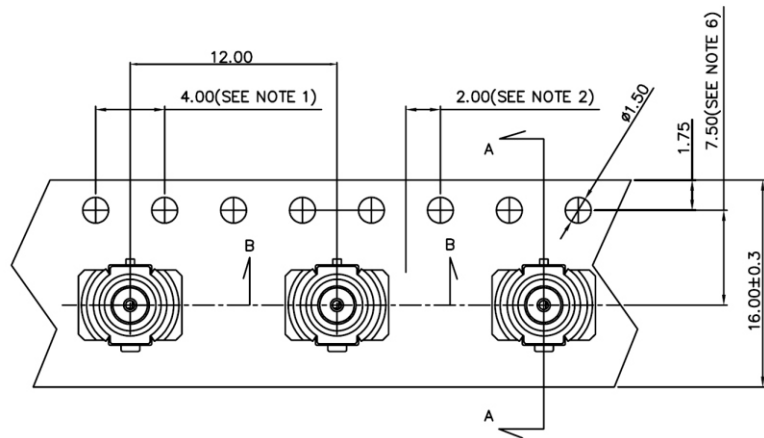 12.00
4.00(SEE NOTE 1)
2.00(SEE NOTE 2)
ø1.50
1.75
7.50(SEE NOTE 6)
A
B
B
16.00±0.3
A